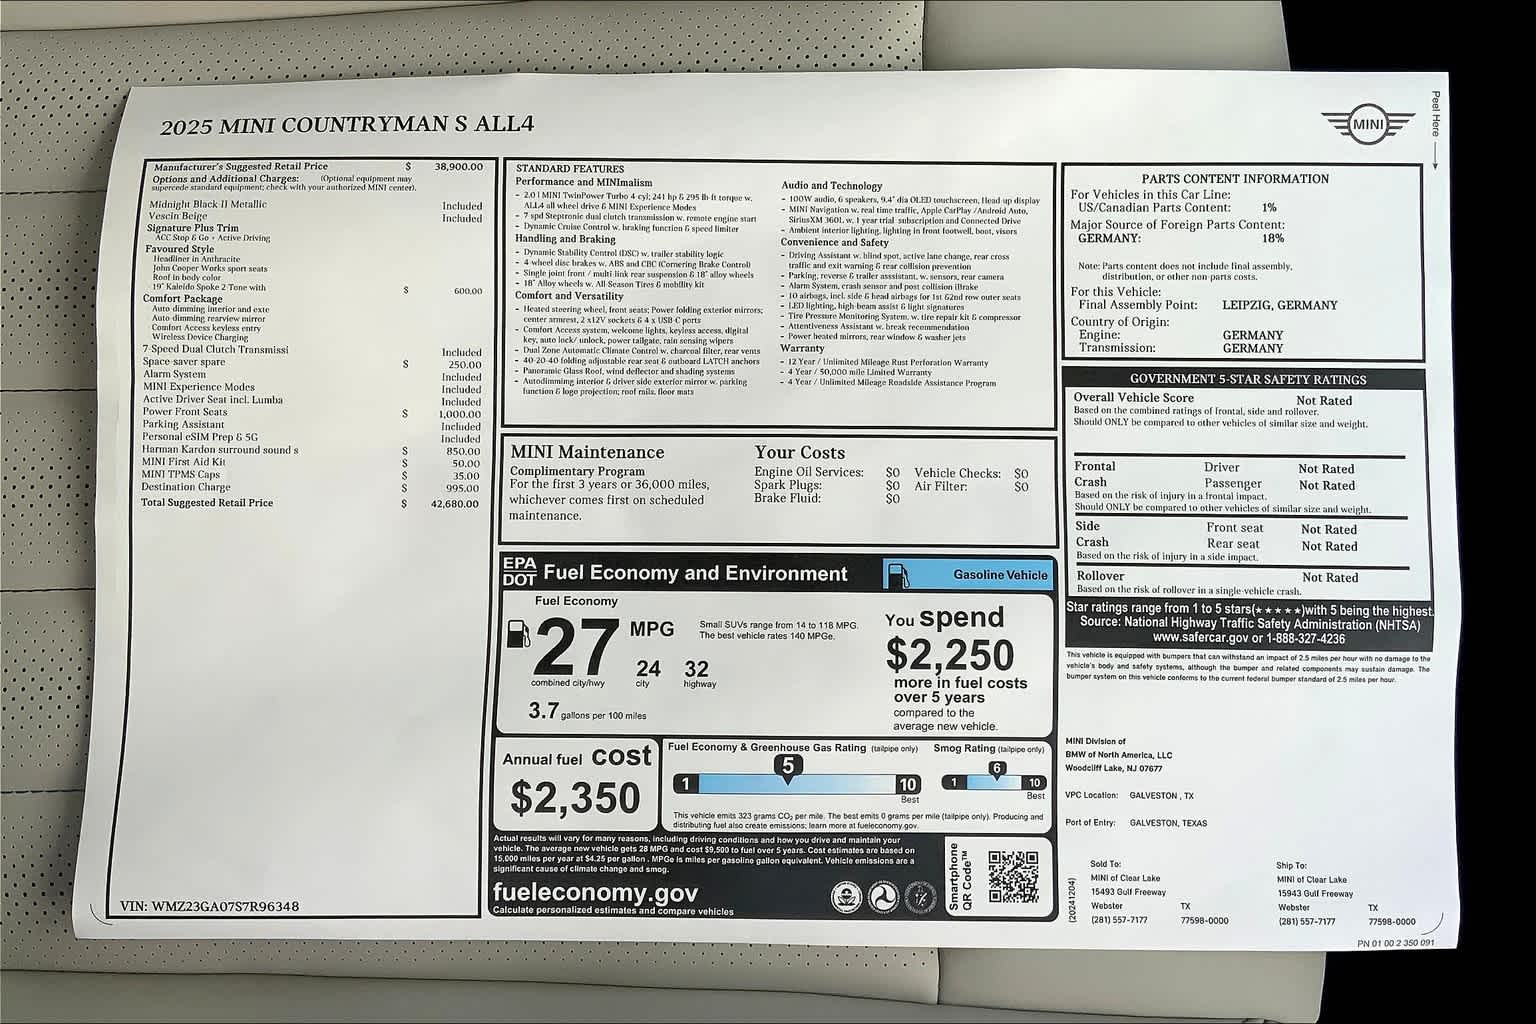 2025 MINI COUNTRYMAN S ALL4
MINI
Peel Here
Manufacturer's Suggested Retail Price $ 38,900.00
Options and Additional Charges: (Optional equipment may
supercede standard equipment; check with your authorized MINI center).
Midnight Black II Metallic Included
Vescin Beige Included
Signature Plus Trim
ACC Stop & Go + Active Driving
Favoured Style
Headliner in Anthracite
John Cooper Works sport seats
Roof in body color
19" Kaleido Spoke 2 Tone with $ 600.00
Comfort Package
Auto-dimming interior and exte
Auto-dimming rearview mirror
Comfort Access keyless entry
Wireless Device Charging
7-Speed Dual Clutch Transmissi Included
Space-saver spare $ 250.00
Alarm System Included
MINI Experience Modes Included
Active Driver Seat incl. Lumba Included
Power Front Seats $ 1,000.00
Parking Assistant Included
Personal eSIM Prep & 5G Included
Harman Kardon surround sound s $ 850.00
MINI First Aid Kit $ 50.00
MINI TPMS Caps $ 35.00
Destination Charge $ 995.00
Total Suggested Retail Price $ 42,680.00
VIN: WMZ23GA07S7R96348
STANDARD FEATURES
Performance and MINImalism
- 2.0 l MINI TwinPower Turbo 4 cyl; 241 hp & 295 lb-ft torque w.
ALL4 all wheel drive & MINI Experience Modes
- 7 spd Steptronic dual clutch transmission w. remote engine start
- Dynamic Cruise Control w. braking function & speed limiter
Handling and Braking
- Dynamic Stability Control (DSC) w. trailer stability logic
- 4 wheel disc brakes w. ABS and CBC (Cornering Brake Control)
- Single joint front / multi link rear suspension & 18" alloy wheels
- 18" Alloy wheels w. All-Season Tires & mobility kit
Comfort and Versatility
- Heated steering wheel, front seats; Power folding exterior mirrors;
center armrest, 2 x12V sockets & 4 x USB-C ports
- Comfort Access system, welcome lights, keyless access, digital
key, auto lock/ unlock, power tailgate, rain sensing wipers
- Dual Zone Automatic Climate Control w. charcoal filter, rear vents
- 40-20-40 folding adjustable rear seat & outboard LATCH anchors
- Panoramic Glass Roof, wind deflector and shading systems
- Autodimming interior & driver side exterior mirror w. parking
function & logo projection; roof rails, floor mats
Audio and Technology
- 100W audio, 6 speakers, 9.4" dia OLED touchscreen, Head-up display
- MINI Navigation w. real time traffic, Apple CarPlay /Android Auto,
SiriusXM 360L w. 1 year trial subscription and Connected Drive
- Ambient interior lighting, lighting in front footwell, boot, visors
Convenience and Safety
- Driving Assistant w. blind spot, active lane change, rear cross
traffic and exit warning & rear collision prevention
- Parking, reverse & trailer asssistant, w. sensors, rear camera
- Alarm System, crash sensor and post collision iBrake
- 10 airbags, incl. side & head airbags for 1st &2nd row outer seats
- LED lighting, high-beam assist & light signatures
- Tire Pressure Monitoring System, w. tire repair kit & compressor
- Attentiveness Assistant w. break recommendation
- Power heated mirrors, rear window & washer jets
Warranty
- 12 Year / Unlimited Mileage Rust Perforation Warranty
- 4 Year / 50,000 mile Limited Warranty
- 4 Year / Unlimited Mileage Roadside Assistance Program
MINI Maintenance
Complimentary Program
For the first 3 years or 36,000 miles,
whichever comes first on scheduled
maintenance.
Your Costs
Engine Oil Services: $0 Vehicle Checks: $0
Spark Plugs: $0 Air Filter: $0
Brake Fluid: $0
EPA
DOT Fuel Economy and Environment
Gasoline Vehicle
Fuel Economy
27 MPG
combined city/hwy
24
city
32
highway
Small SUVs range from 14 to 118 MPG.
The best vehicle rates 140 MPGe.
3.7 gallons per 100 miles
You spend
$2,250
more in fuel costs
over 5 years
compared to the
average new vehicle.
Annual fuel cost
$2,350
Fuel Economy & Greenhouse Gas Rating (tailpipe only)
1 5 10
Best
Smog Rating (tailpipe only)
1 6 10
Best
This vehicle emits 323 grams CO2 per mile. The best emits 0 grams per mile (tailpipe only). Producing and
distributing fuel also create emissions; learn more at fueleconomy.gov.
Actual results will vary for many reasons, including driving conditions and how you drive and maintain your
vehicle. The average new vehicle gets 28 MPG and cost $9,500 to fuel over 5 years. Cost estimates are based on
15,000 miles per year at $4.25 per gallon . MPGe is miles per gasoline gallon equivalent. Vehicle emissions are a
significant cause of climate change and smog.
fueleconomy.gov
Calculate personalized estimates and compare vehicles
Smartphone
QR Code™
PARTS CONTENT INFORMATION
For Vehicles in this Car Line:
US/Canadian Parts Content: 1%
Major Source of Foreign Parts Content:
GERMANY: 18%
Note: Parts content does not include final assembly,
distribution, or other non parts costs.
For this Vehicle:
Final Assembly Point: LEIPZIG, GERMANY
Country of Origin:
Engine: GERMANY
Transmission: GERMANY
GOVERNMENT 5-STAR SAFETY RATINGS
Overall Vehicle Score Not Rated
Based on the combined ratings of frontal, side and rollover.
Should ONLY be compared to other vehicles of similar size and weight.
Frontal Driver Not Rated
Crash Passenger Not Rated
Based on the risk of injury in a frontal impact.
Should ONLY be compared to other vehicles of similar size and weight.
Side Front seat Not Rated
Crash Rear seat Not Rated
Based on the risk of injury in a side impact.
Rollover Not Rated
Based on the risk of rollover in a single-vehicle crash.
Star ratings range from 1 to 5 stars(★★★★★)with 5 being the highest.
Source: National Highway Traffic Safety Administration (NHTSA)
www.safercar.gov or 1-888-327-4236
This vehicle is equipped with bumpers that can withstand an impact of 2.5 miles per hour with no damage to the
vehicle's body and safety systems, although the bumper and related components may sustain damage. The
bumper system on this vehicle conforms to the current federal bumper standard of 2.5 miles per hour.
MINI Division of
BMW of North America, LLC
Woodcliff Lake, NJ 07677
VPC Location: GALVESTON , TX
Port of Entry: GALVESTON, TEXAS
(20241204)
Sold To:
MINI of Clear Lake
15493 Gulf Freeway
Webster TX
(281) 557-7177 77598-0000
Ship To:
MINI of Clear Lake
15943 Gulf Freeway
Webster TX
(281) 557-7177 77598-0000
PN 01 00 2 350 091